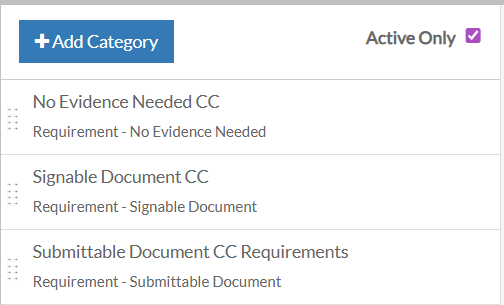 + Add Category
Active Only
No Evidence Needed CC
Requirement - No Evidence Needed
Signable Document CC
Requirement - Signable Document
Submittable Document CC Requirements
Requirement - Submittable Document